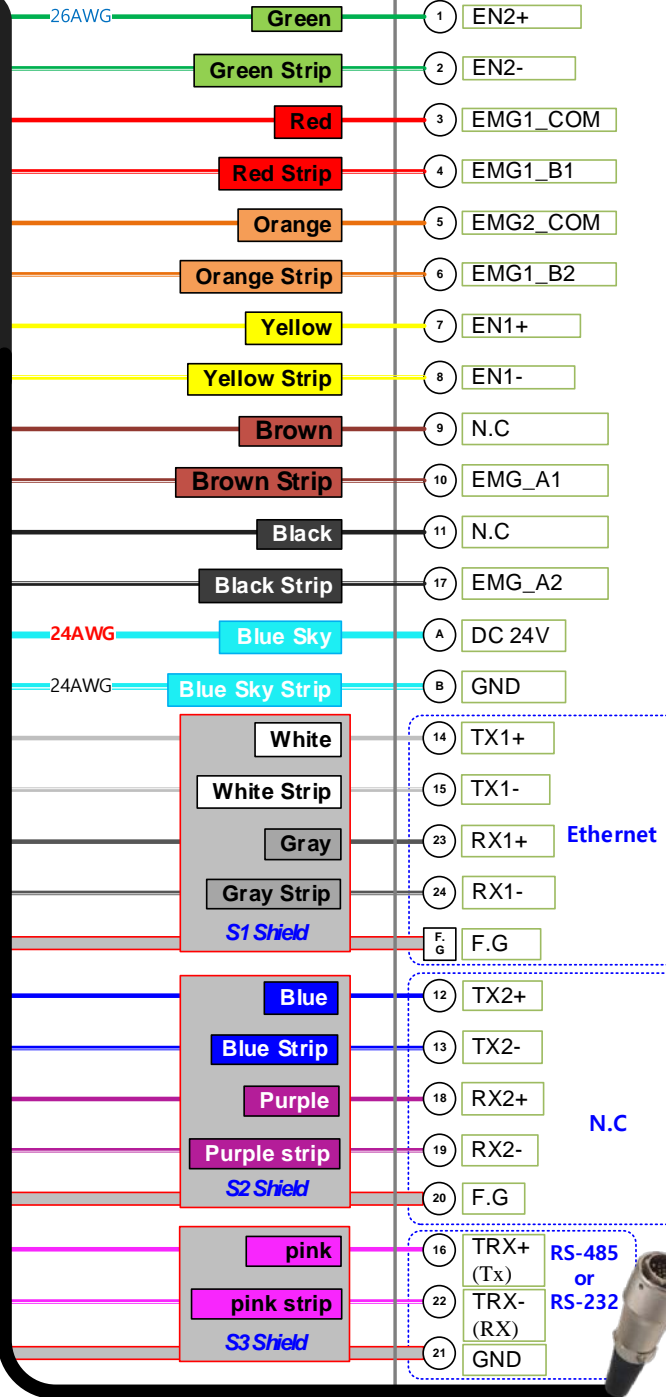 26AWG Green 1 EN2+
Green Strip 2 EN2-
Red 3 EMG1_COM
Red Strip 4 EMG1_B1
Orange 5 EMG2_COM
Orange Strip 6 EMG1_B2
Yellow 7 EN1+
Yellow Strip 8 EN1-
Brown 9 N.C
Brown Strip 10 EMG_A1
Black 11 N.C
Black Strip 17 EMG_A2
24AWG Blue Sky A DC 24V
24AWG Blue Sky Strip B GND
White 14 TX1+
White Strip 15 TX1-
Gray 23 RX1+ Ethernet
Gray Strip 24 RX1-
S1 Shield F.G F.G
Blue 12 TX2+
Blue Strip 13 TX2-
Purple 18 RX2+
N.C
Purple strip 19 RX2-
S2 Shield 20 F.G
pink 16 TRX+ RS-485
(Tx) or
pink strip 22 TRX- RS-232
(RX)
S3 Shield 21 GND